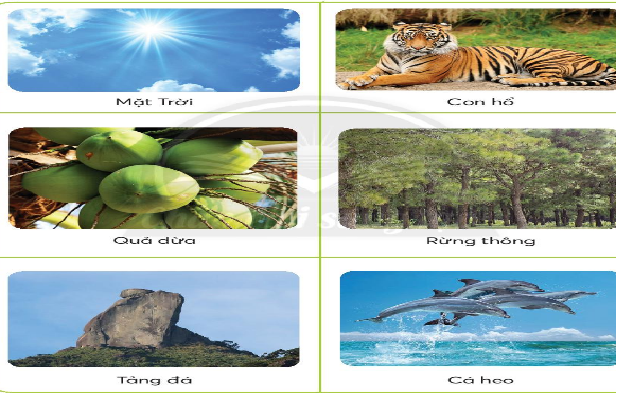 Mặt Trời
Con hổ
Quả dừa
Rừng thông
Tảng đá
Cá heo